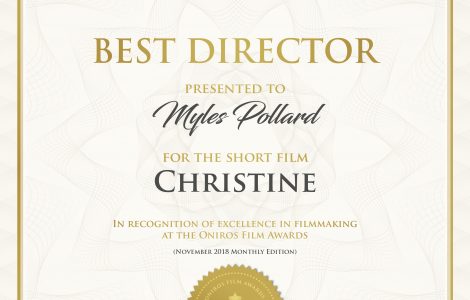 BEST DIRECTOR
PRESENTED TO
Myles Pollard
FOR THE SHORT FILM
CHRISTINE
IN RECOGNITION OF EXCELLENCE IN FILMMAKING
AT THE ONIROS FILM AWARDS
(NOVEMBER 2018 MONTHLY EDITION)
ONIROS FILM AWARDS